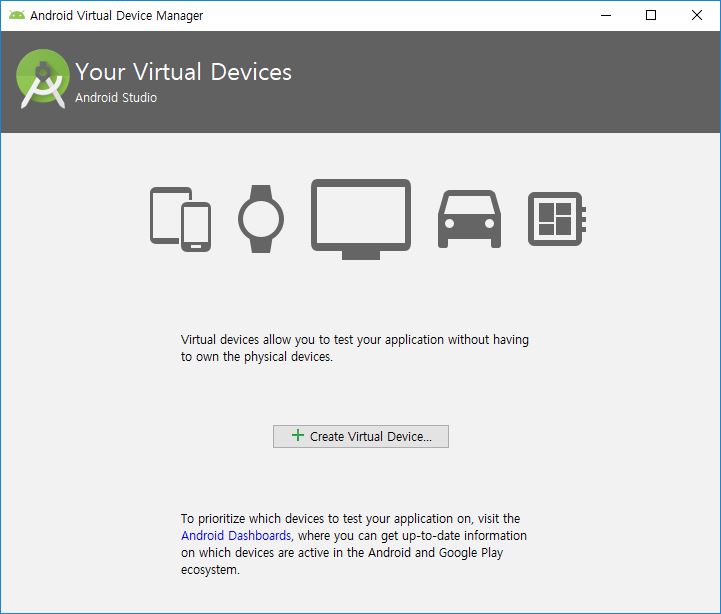 Android Virtual Device Manager
Your Virtual Devices
Android Studio
Virtual devices allow you to test your application without having
to own the physical devices.
Create Virtual Device...
To prioritize which devices to test your application on, visit the
Android Dashboards, where you can get up-to-date information
on which devices are active in the Android and Google Play
ecosystem.